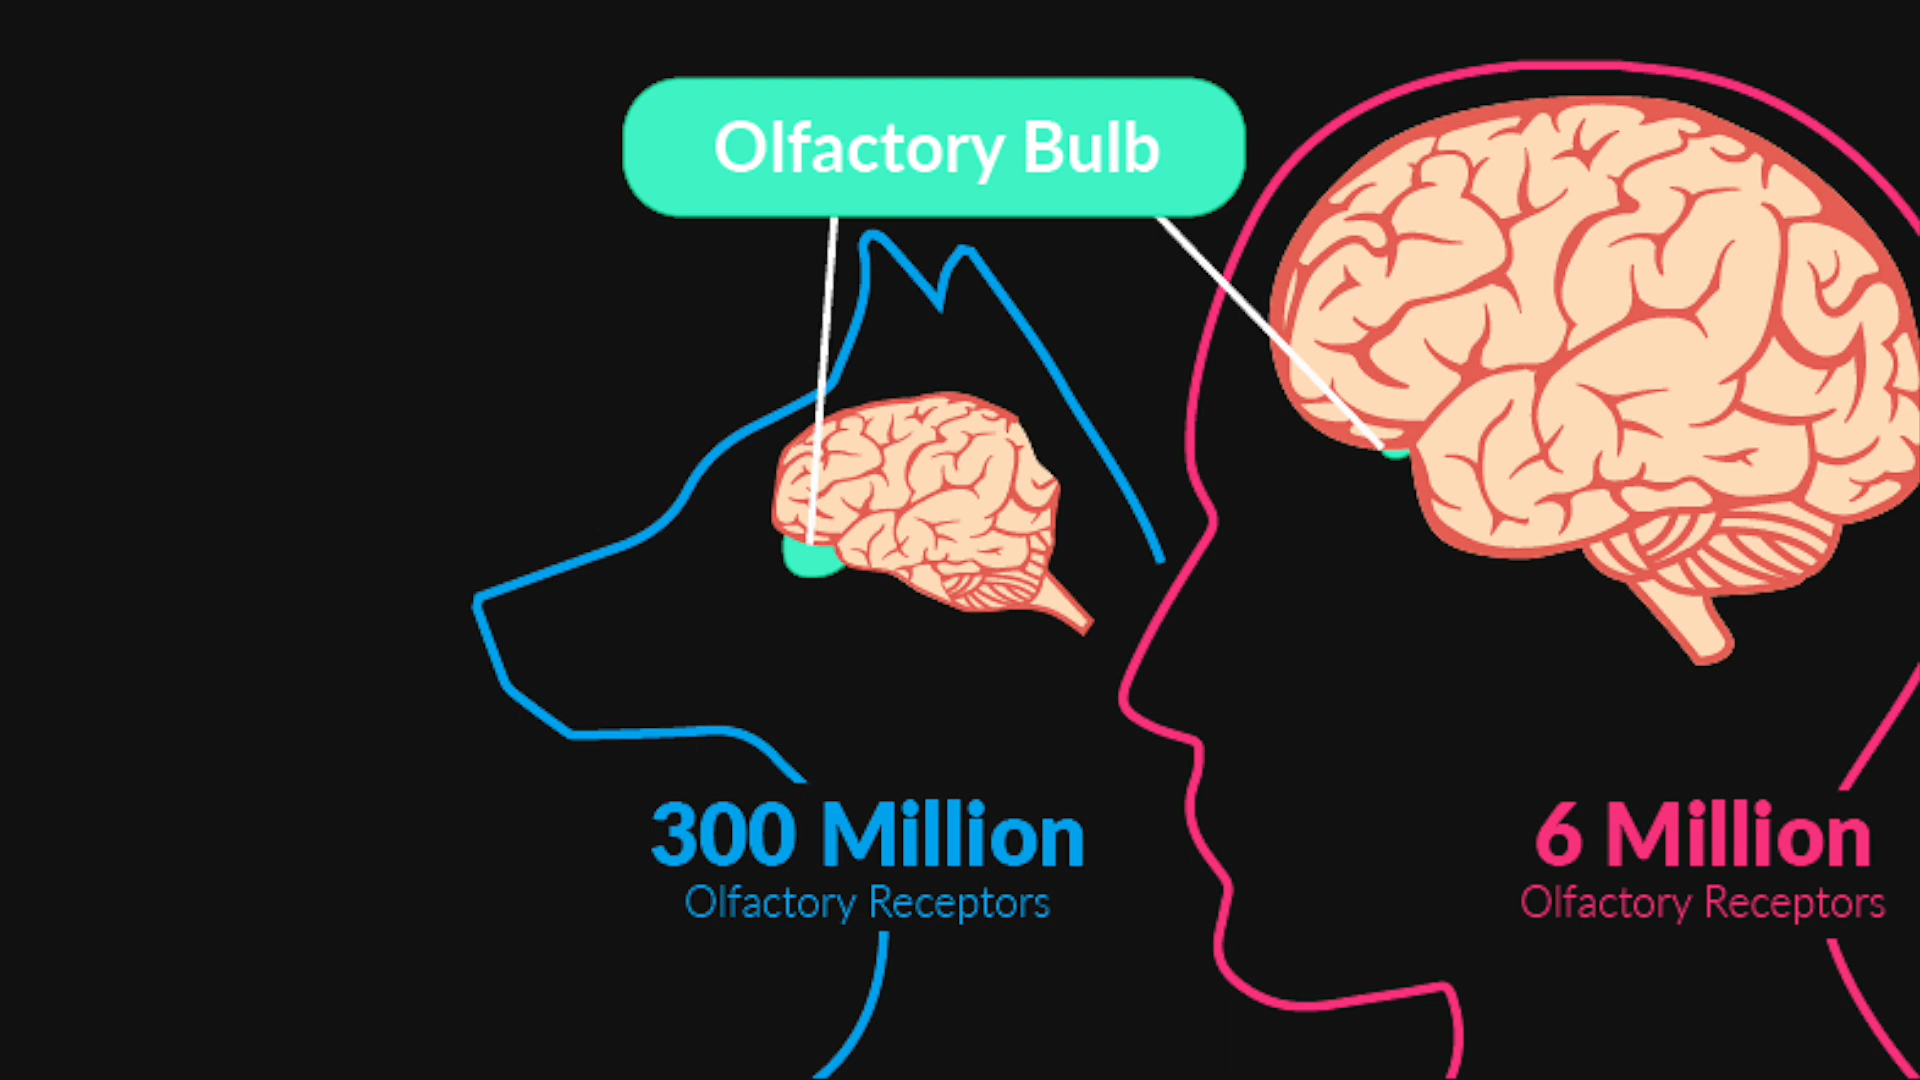 Olfactory Bulb
300 Million
Olfactory Receptors
6 Million
Olfactory Receptors